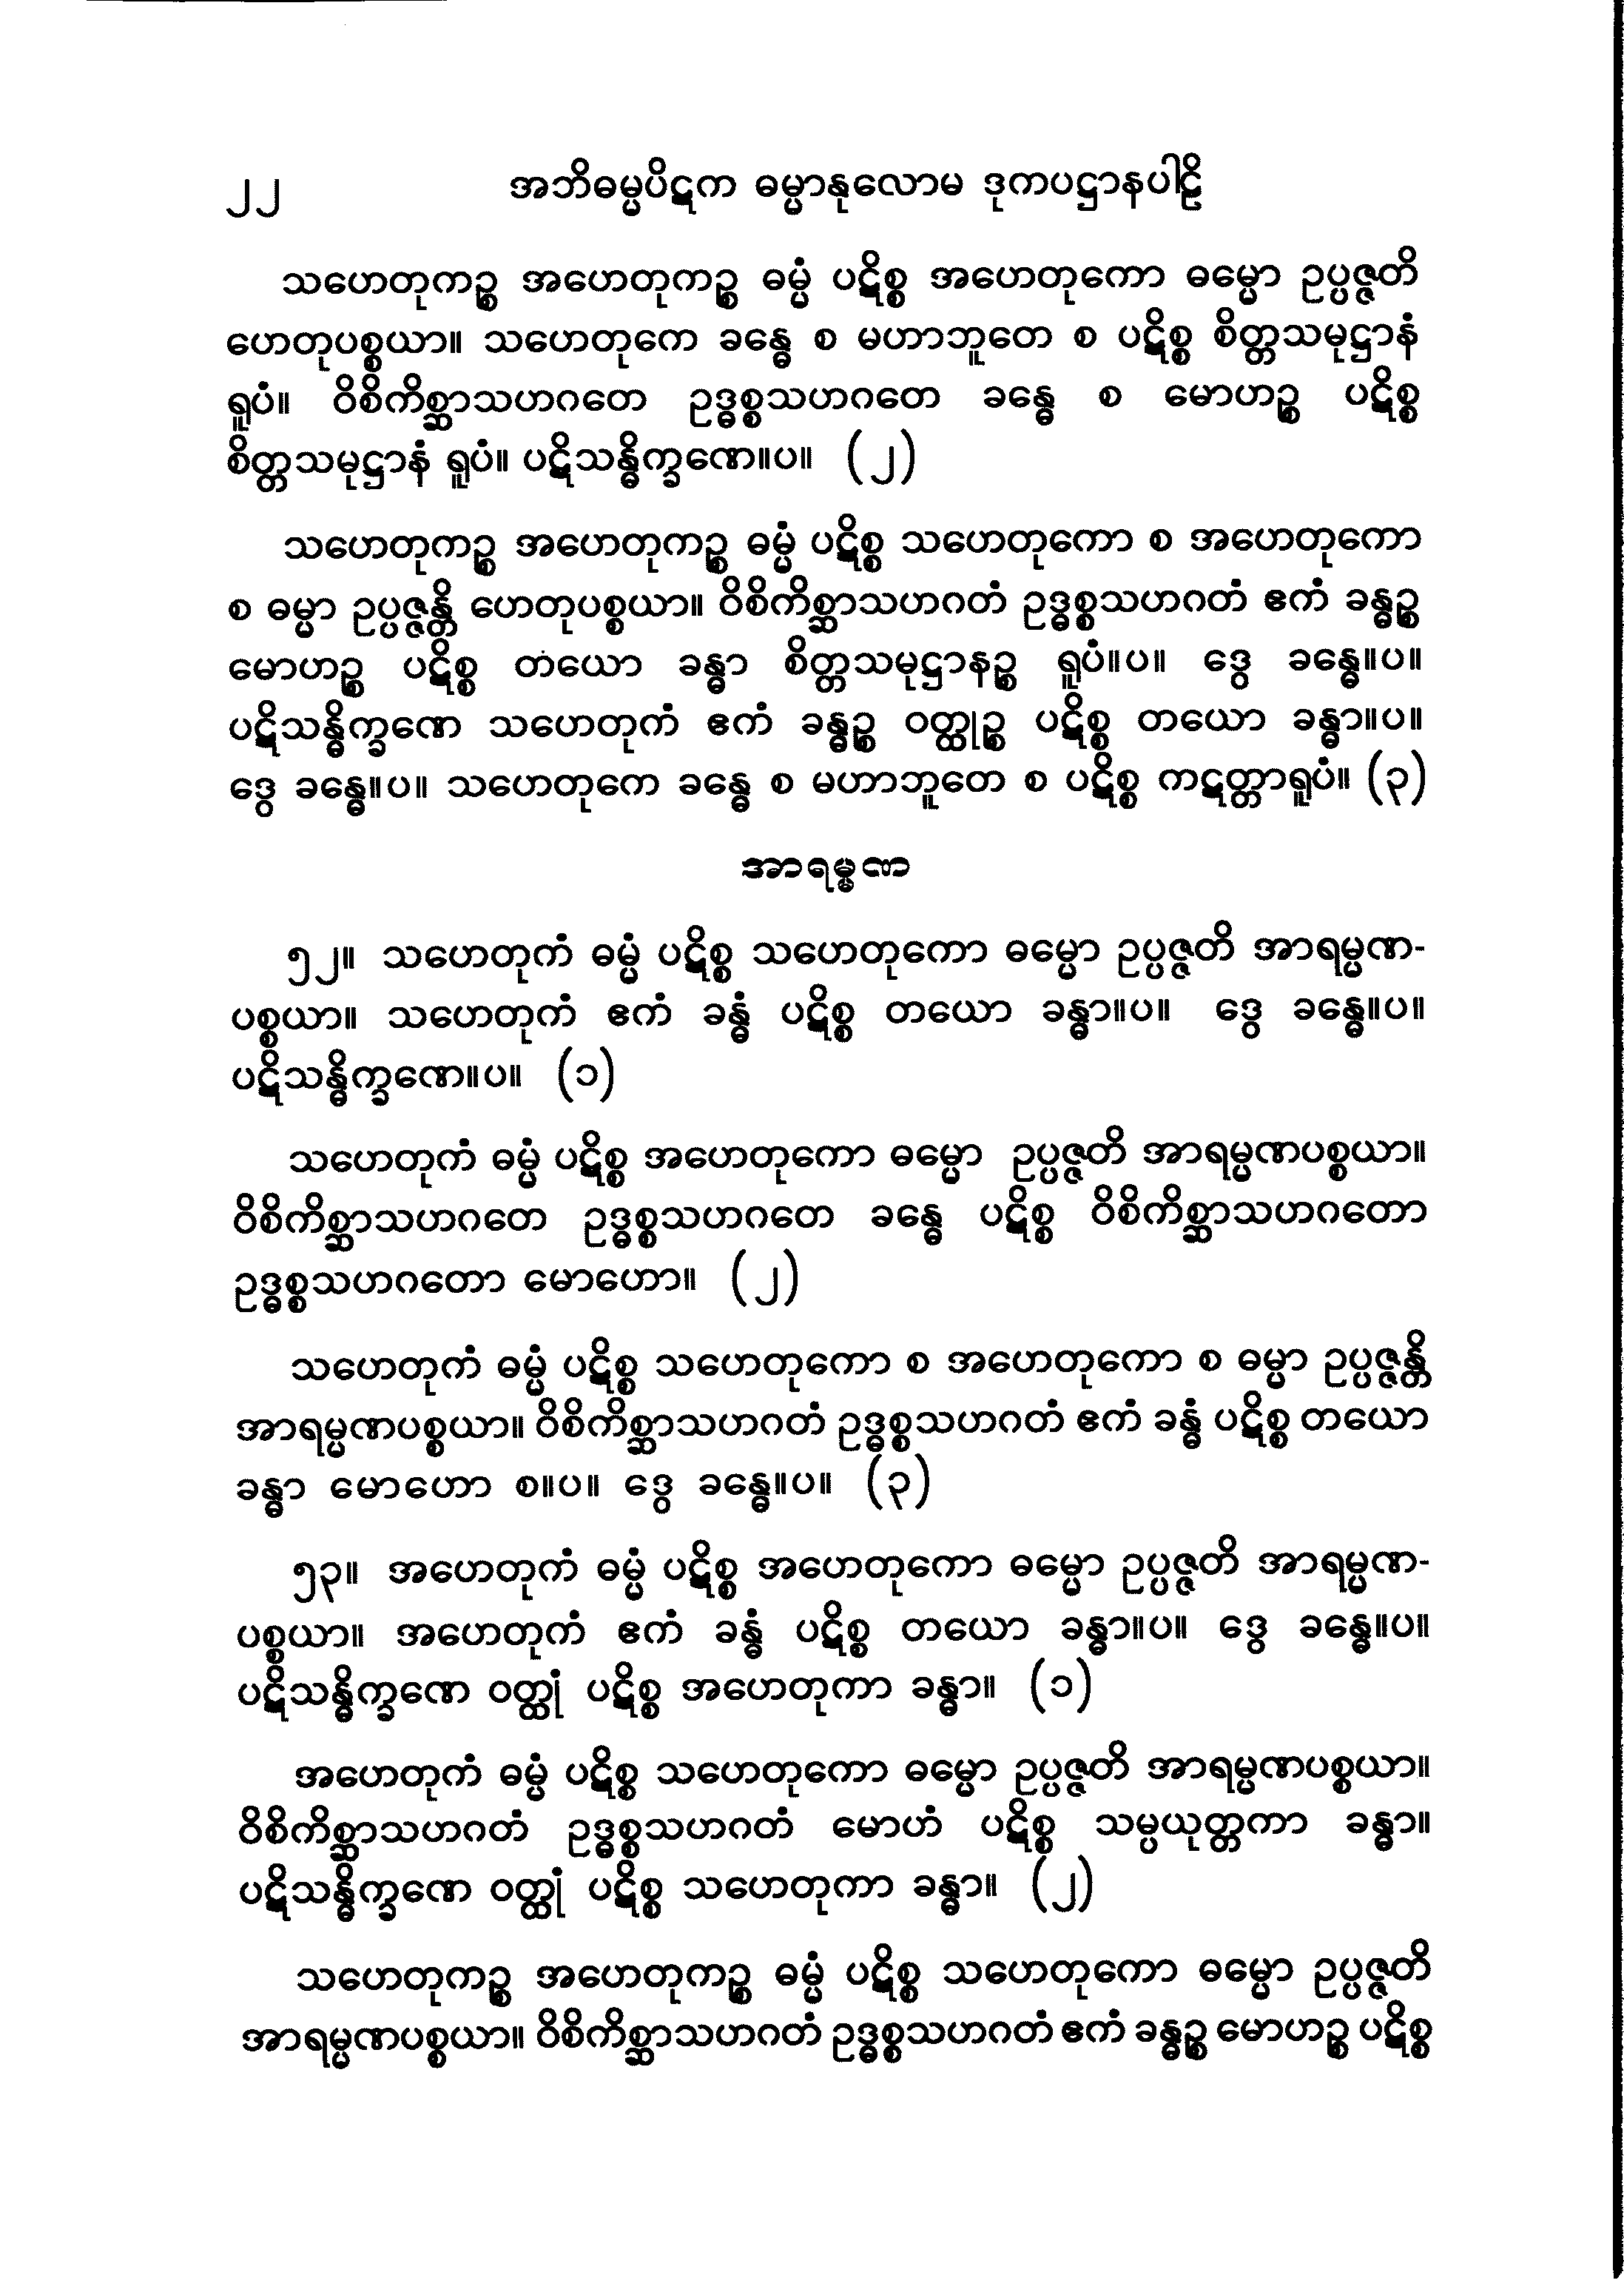 ၂၂ အဘိဓမ္မပိဋက ဓမ္မာနုလောမ ဒုကပဋ္ဌာနပါဠိ
သဟေတုကဉ္စ အဟေတုကဉ္စ ဓမ္မံ ပဋိစ္စ အဟေတုကော ဓမ္မော ဥပ္ပဇ္ဇတိ
ဟေတုပစ္စယာ။ သဟေတုကေ ခန္ဓေ စ မဟာဘူတေ စ ပဋိစ္စ စိတ္တသမုဋ္ဌာနံ
ရူပံ။ ဝိစိကိစ္ဆာသဟဂတေ ဥဒ္ဓစ္စသဟဂတေ ခန္ဓေ စ မောဟဉ္စ ပဋိစ္စ
စိတ္တသမုဋ္ဌာနံ ရူပံ။ ပဋိသန္ဓိက္ခဏေ။ပ။ (၂)
သဟေတုကဉ္စ အဟေတုကဉ္စ ဓမ္မံ ပဋိစ္စ သဟေတုကော စ အဟေတုကော
စ ဓမ္မာ ဥပ္ပဇ္ဇန္တိ ဟေတုပစ္စယာ။ ဝိစိကိစ္ဆာသဟဂတံ ဥဒ္ဓစ္စသဟဂတံ ဧကံ ခန္ဓဉ္စ
မောဟဉ္စ ပဋိစ္စ တယော ခန္ဓာ စိတ္တသမုဋ္ဌာနဉ္စ ရူပံ။ပ။ ဒွေ ခန္ဓေ။ပ။
ပဋိသန္ဓိက္ခဏေ သဟေတုကံ ဧကံ ခန္ဓဉ္စ ဝတ္ထုဉ္စ ပဋိစ္စ တယော ခန္ဓာ။ပ။
ဒွေ ခန္ဓေ။ပ။ သဟေတုကေ ခန္ဓေ စ မဟာဘူတေ စ ပဋိစ္စ ကဋတ္တာရူပံ။ (၃)
အာရမ္မဏ
၅၂။ သဟေတုကံ ဓမ္မံ ပဋိစ္စ သဟေတုကော ဓမ္မော ဥပ္ပဇ္ဇတိ အာရမ္မဏ-
ပစ္စယာ။ သဟေတုကံ ဧကံ ခန္ဓံ ပဋိစ္စ တယော ခန္ဓာ။ပ။ ဒွေ ခန္ဓေ။ပ။
ပဋိသန္ဓိက္ခဏေ။ပ။ (၁)
သဟေတုကံ ဓမ္မံ ပဋိစ္စ အဟေတုကော ဓမ္မော ဥပ္ပဇ္ဇတိ အာရမ္မဏပစ္စယာ။
ဝိစိကိစ္ဆာသဟဂတေ ဥဒ္ဓစ္စသဟဂတေ ခန္ဓေ ပဋိစ္စ ဝိစိကိစ္ဆာသဟဂတော
ဥဒ္ဓစ္စသဟဂတော မောဟော။ (၂)
သဟေတုကံ ဓမ္မံ ပဋိစ္စ သဟေတုကော စ အဟေတုကော စ ဓမ္မာ ဥပ္ပဇ္ဇန္တိ
အာရမ္မဏပစ္စယာ။ ဝိစိကိစ္ဆာသဟဂတံ ဥဒ္ဓစ္စသဟဂတံ ဧကံ ခန္ဓံ ပဋိစ္စ တယော
ခန္ဓာ မောဟော စ။ပ။ ဒွေ ခန္ဓေ။ပ။ (၃)
၅၃။ အဟေတုကံ ဓမ္မံ ပဋိစ္စ အဟေတုကော ဓမ္မော ဥပ္ပဇ္ဇတိ အာရမ္မဏ-
ပစ္စယာ။ အဟေတုကံ ဧကံ ခန္ဓံ ပဋိစ္စ တယော ခန္ဓာ။ပ။ ဒွေ ခန္ဓေ။ပ။
ပဋိသန္ဓိက္ခဏေ ဝတ္ထုံ ပဋိစ္စ အဟေတုကာ ခန္ဓာ။ (၁)
အဟေတုကံ ဓမ္မံ ပဋိစ္စ သဟေတုကော ဓမ္မော ဥပ္ပဇ္ဇတိ အာရမ္မဏပစ္စယာ။
ဝိစိကိစ္ဆာသဟဂတံ ဥဒ္ဓစ္စသဟဂတံ မောဟံ ပဋိစ္စ သမ္ပယုတ္တကာ ခန္ဓာ။
ပဋိသန္ဓိက္ခဏေ ဝတ္ထုံ ပဋိစ္စ သဟေတုကာ ခန္ဓာ။ (၂)
သဟေတုကဉ္စ အဟေတုကဉ္စ ဓမ္မံ ပဋိစ္စ သဟေတုကော ဓမ္မော ဥပ္ပဇ္ဇတိ
အာရမ္မဏပစ္စယာ။ ဝိစိကိစ္ဆာသဟဂတံ ဥဒ္ဓစ္စသဟဂတံ ဧကံ ခန္ဓဉ္စ မောဟဉ္စ ပဋိစ္စ